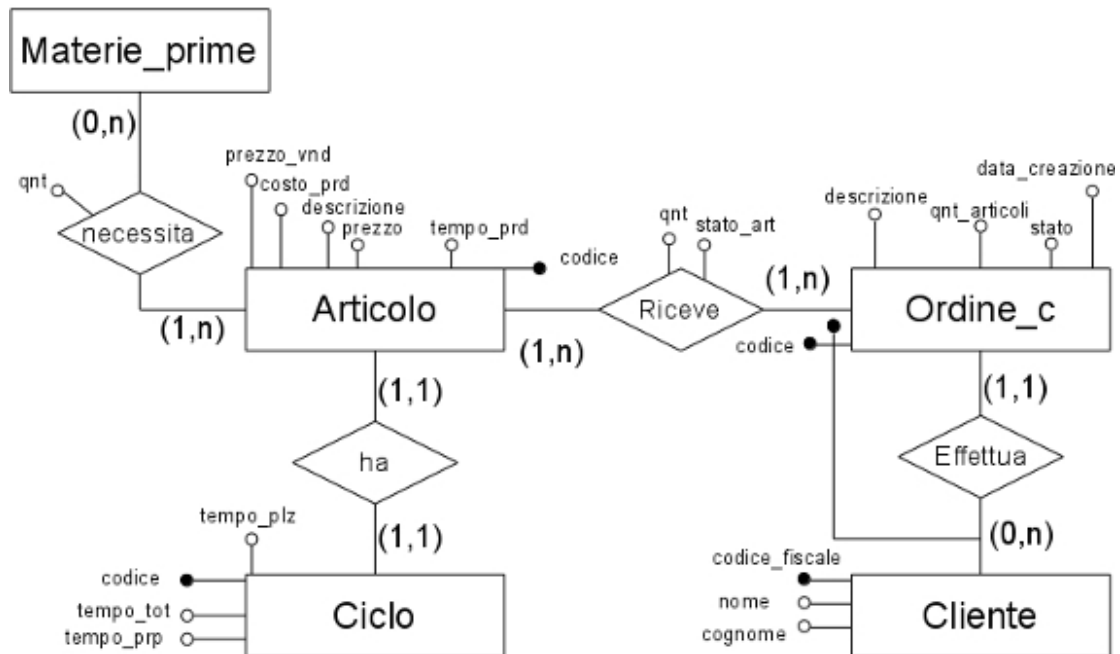 Materie_prime
(0,n)
qnt
necessita
(1,n)
prezzo_vnd
costo_prd
descrizione
prezzo
tempo_prd
codice
Articolo
(1,n)
qnt
stato_art
Riceve
(1,n)
descrizione
qnt_articoli
data_creazione
stato
Ordine_c
codice
(1,1)
ha
(1,1)
(1,1)
Effettua
(0,n)
tempo_plz
codice
tempo_tot
tempo_prp
Ciclo
codice_fiscale
nome
cognome
Cliente